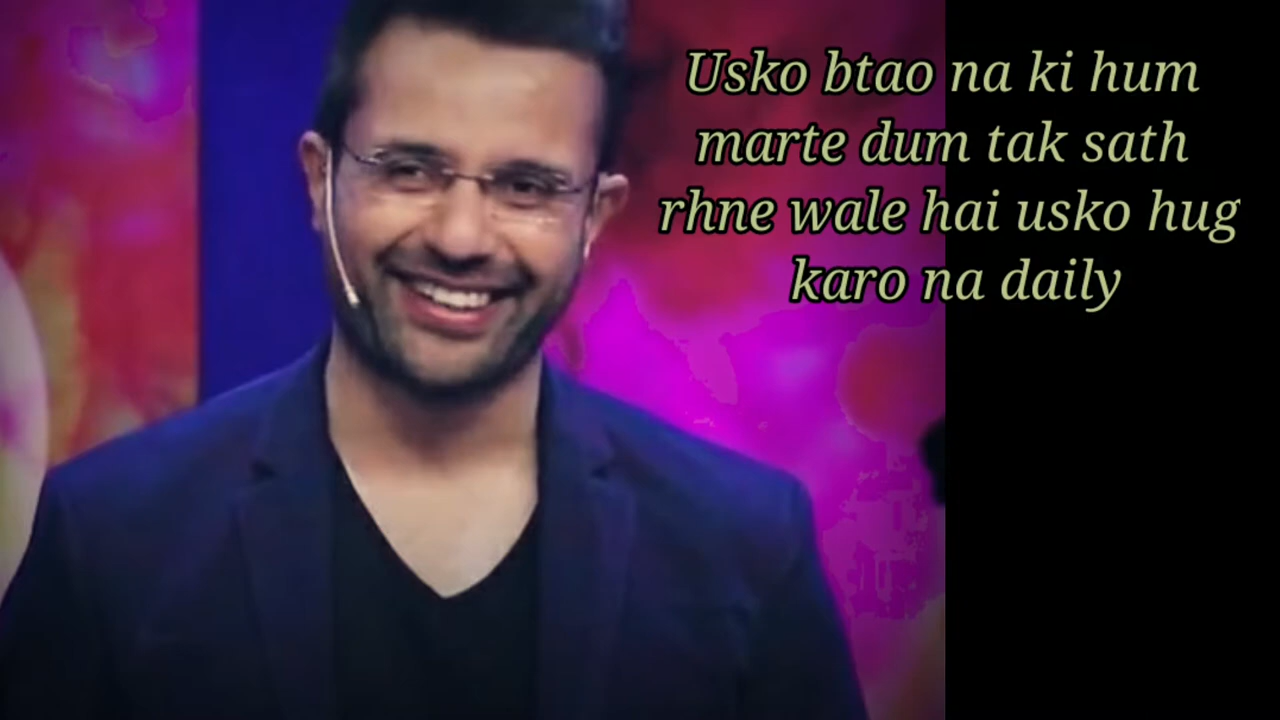 Usko btao na ki hum
marte dum tak sath
rhne wale hai usko hug
karo na daily